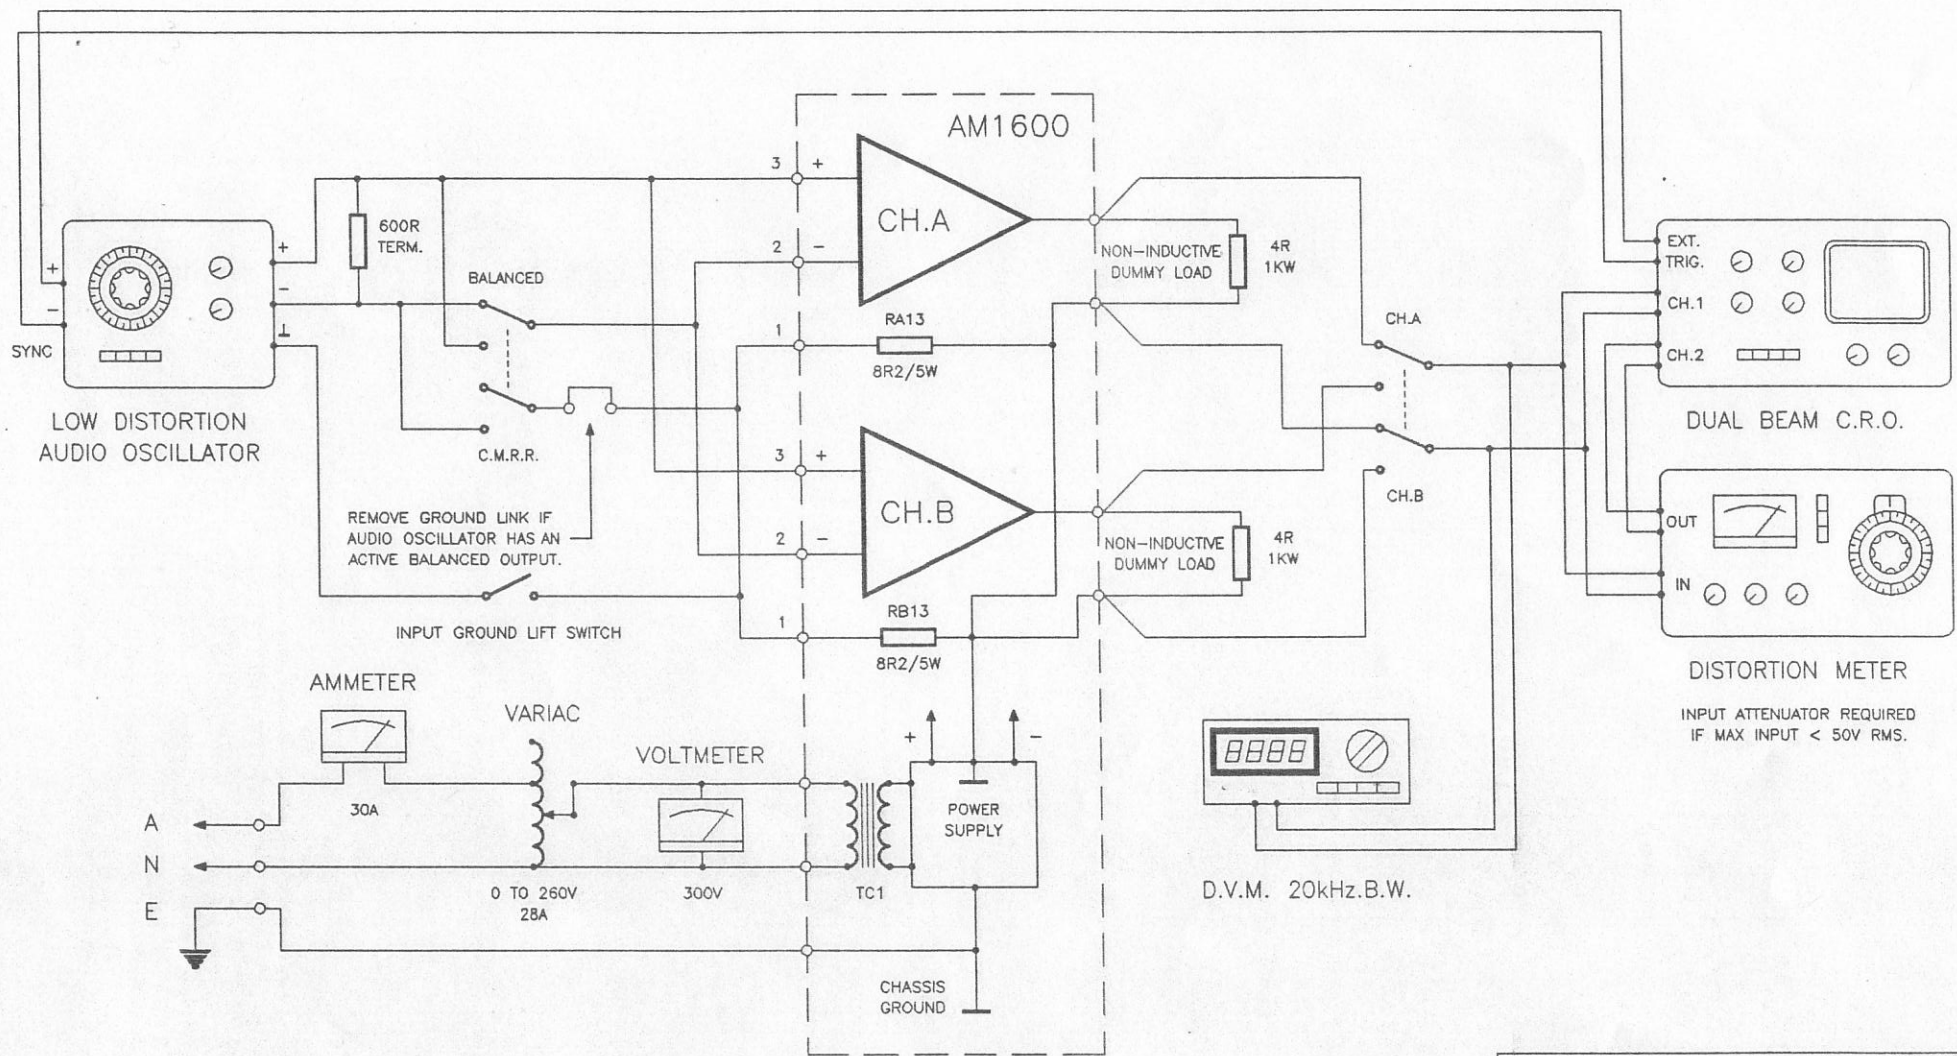 AM1600
3 +
CH.A
2 −
1
RA13
8R2/5W
3 +
CH.B
2 −
1
RB13
8R2/5W
+
−
⊥
+
−
SYNC
LOW DISTORTION
AUDIO OSCILLATOR
600R
TERM.
BALANCED
C.M.R.R.
REMOVE GROUND LINK IF
AUDIO OSCILLATOR HAS AN
ACTIVE BALANCED OUTPUT.
INPUT GROUND LIFT SWITCH
NON-INDUCTIVE
DUMMY LOAD
4R
1KW
NON-INDUCTIVE
DUMMY LOAD
4R
1KW
CH.A
CH.B
EXT.
TRIG.
CH.1
CH.2
DUAL BEAM C.R.O.
OUT
IN
DISTORTION METER
INPUT ATTENUATOR REQUIRED
IF MAX INPUT < 50V RMS.
AMMETER
30A
VARIAC
0 TO 260V
28A
VOLTMETER
300V
A
N
E
TC1
+
−
POWER
SUPPLY
CHASSIS
GROUND
8888
D.V.M. 20kHz.B.W.